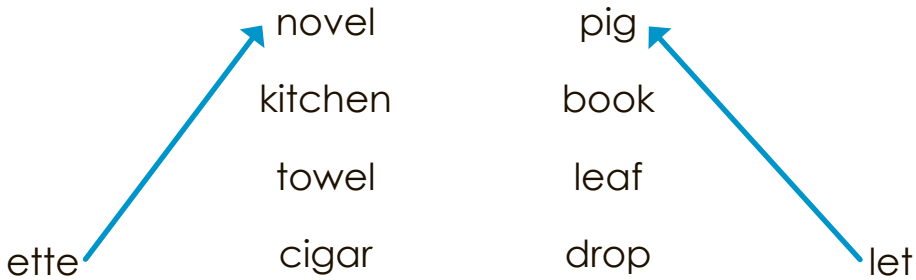 novel pig
kitchen book
towel leaf
cigar drop
ette let